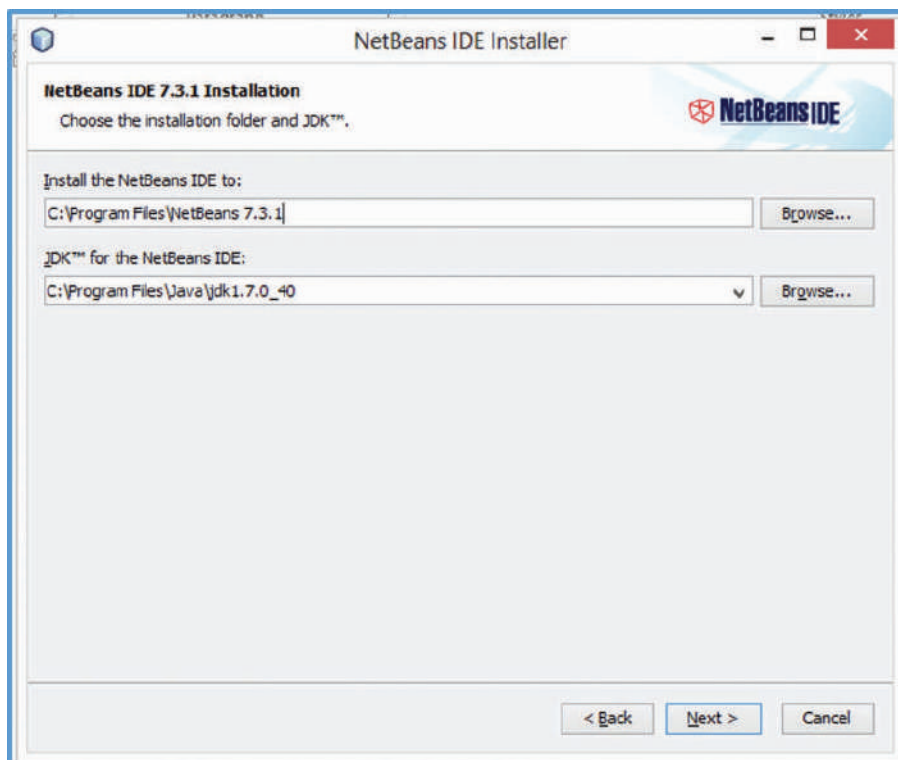 NetBeans IDE Installer
NetBeans IDE 7.3.1 Installation
Choose the installation folder and JDK™.
NetBeans IDE
Install the NetBeans IDE to:
C:\Program Files\NetBeans 7.3.1
Browse...
JDK™ for the NetBeans IDE:
C:\Program Files\Java\jdk1.7.0_40
Browse...
< Back
Next >
Cancel